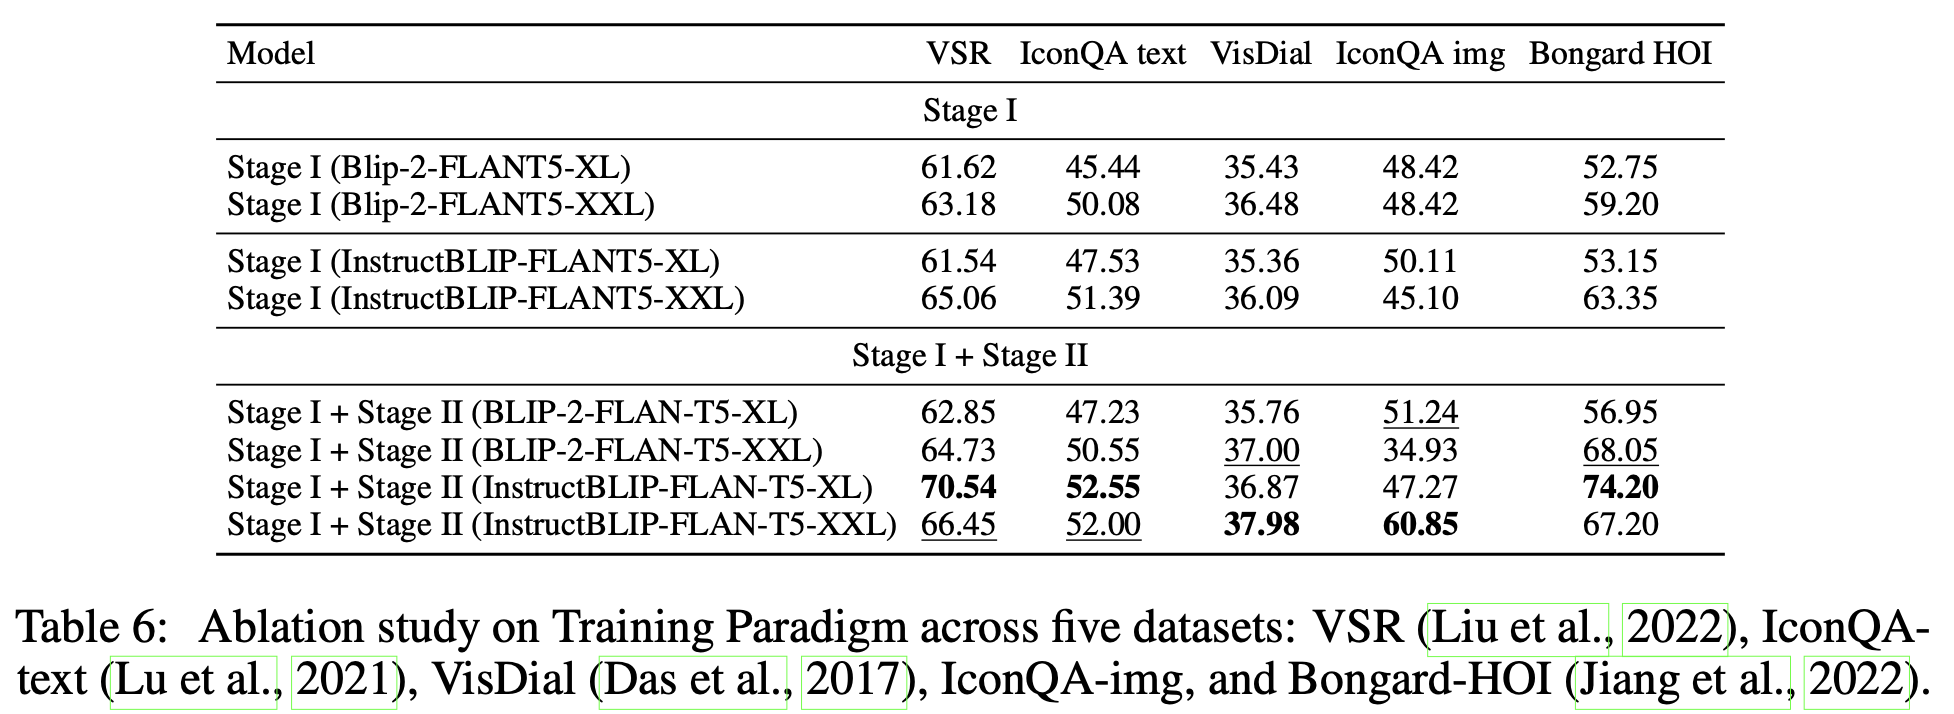 Model VSR IconQA text VisDial IconQA img Bongard HOI
Stage I
Stage I (Blip-2-FLANT5-XL) 61.62 45.44 35.43 48.42 52.75
Stage I (Blip-2-FLANT5-XXL) 63.18 50.08 36.48 48.42 59.20
Stage I (InstructBLIP-FLANT5-XL) 61.54 47.53 35.36 50.11 53.15
Stage I (InstructBLIP-FLANT5-XXL) 65.06 51.39 36.09 45.10 63.35
Stage I + Stage II
Stage I + Stage II (BLIP-2-FLAN-T5-XL) 62.85 47.23 35.76 51.24 56.95
Stage I + Stage II (BLIP-2-FLAN-T5-XXL) 64.73 50.55 37.00 34.93 68.05
Stage I + Stage II (InstructBLIP-FLAN-T5-XL) 70.54 52.55 36.87 47.27 74.20
Stage I + Stage II (InstructBLIP-FLAN-T5-XXL) 66.45 52.00 37.98 60.85 67.20
Table 6: Ablation study on Training Paradigm across five datasets: VSR (Liu et al., 2022), IconQA-
text (Lu et al., 2021), VisDial (Das et al., 2017), IconQA-img, and Bongard-HOI (Jiang et al., 2022).